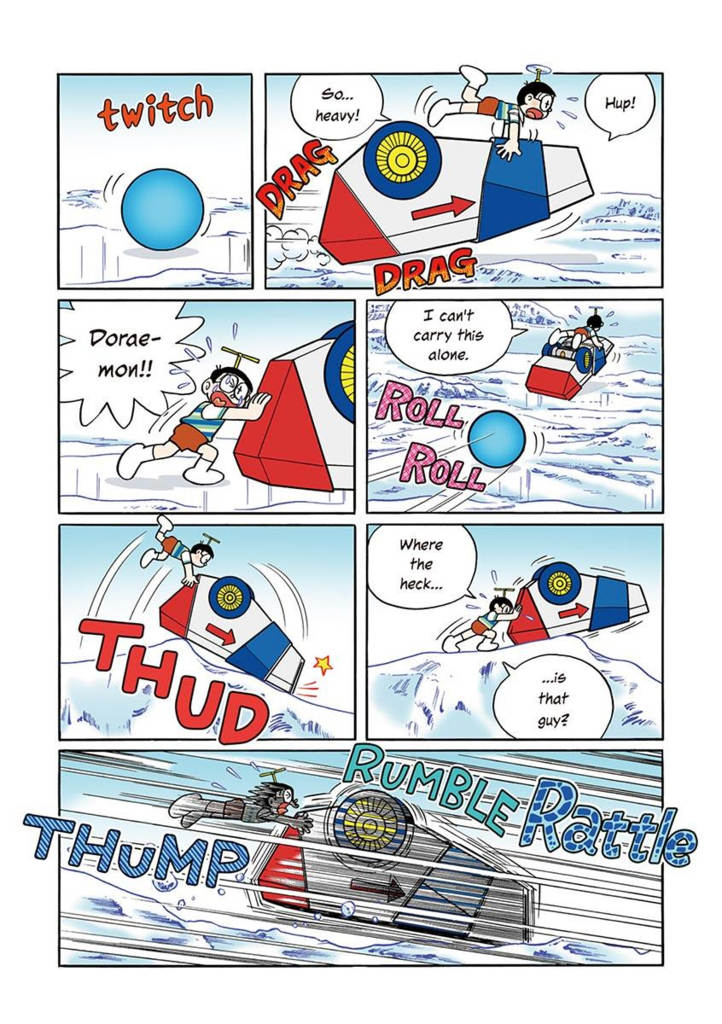 twitch
So...
heavy!
Hup!
DRAG
DRAG
Dorae-
mon!!
I can't
carry this
alone.
ROLL
ROLL
THUD
Where
the
heck...
...is
that
guy?
THUMP
RUMBLE
Rattle